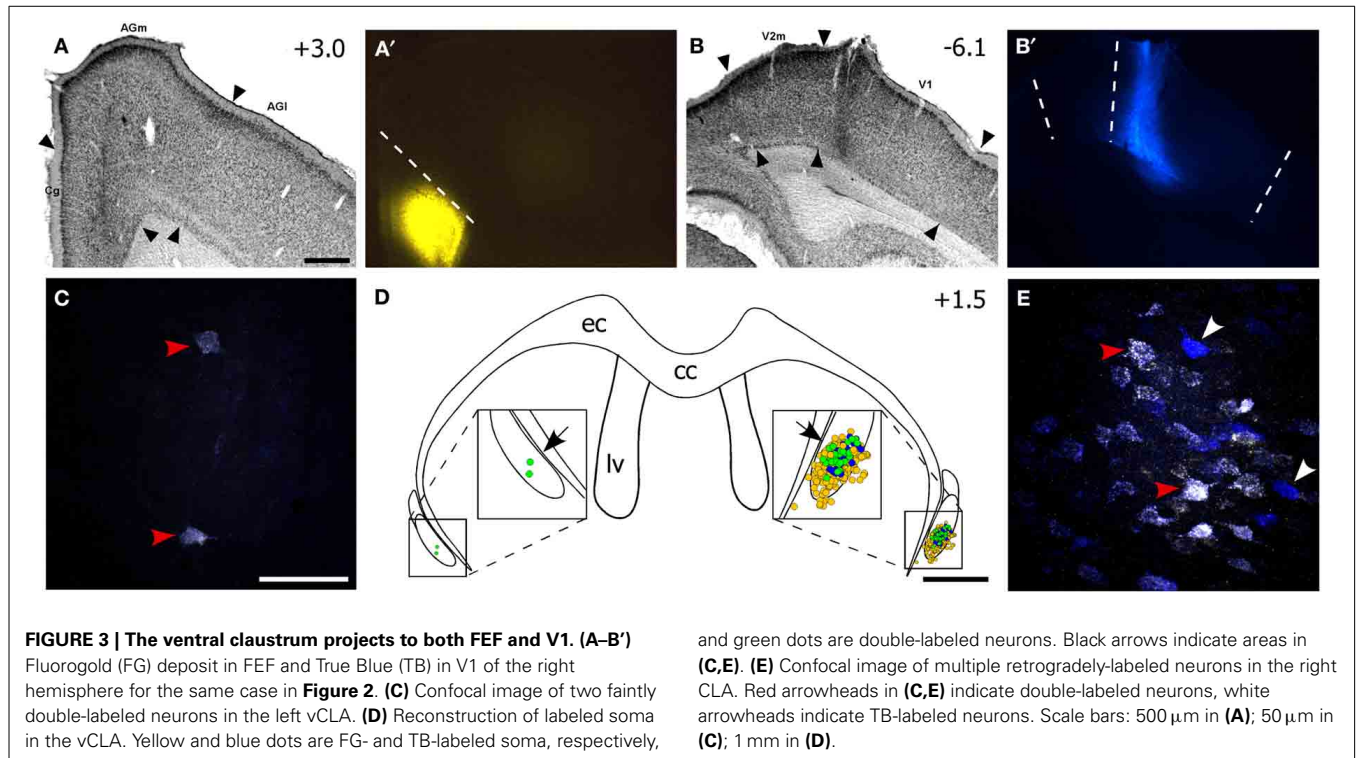 A
AGm
+3.0
AGl
Cg
A'
B
V2m
-6.1
V1
B'
C
D
+1.5
ec
cc
lv
E
FIGURE 3 | The ventral claustrum projects to both FEF and V1. (A–B')
Fluorogold (FG) deposit in FEF and True Blue (TB) in V1 of the right
hemisphere for the same case in Figure 2. (C) Confocal image of two faintly
double-labeled neurons in the left vCLA. (D) Reconstruction of labeled soma
in the vCLA. Yellow and blue dots are FG- and TB-labeled soma, respectively,
and green dots are double-labeled neurons. Black arrows indicate areas in
(C,E). (E) Confocal image of multiple retrogradely-labeled neurons in the right
CLA. Red arrowheads in (C,E) indicate double-labeled neurons, white
arrowheads indicate TB-labeled neurons. Scale bars: 500 μm in (A); 50 μm in
(C); 1 mm in (D).